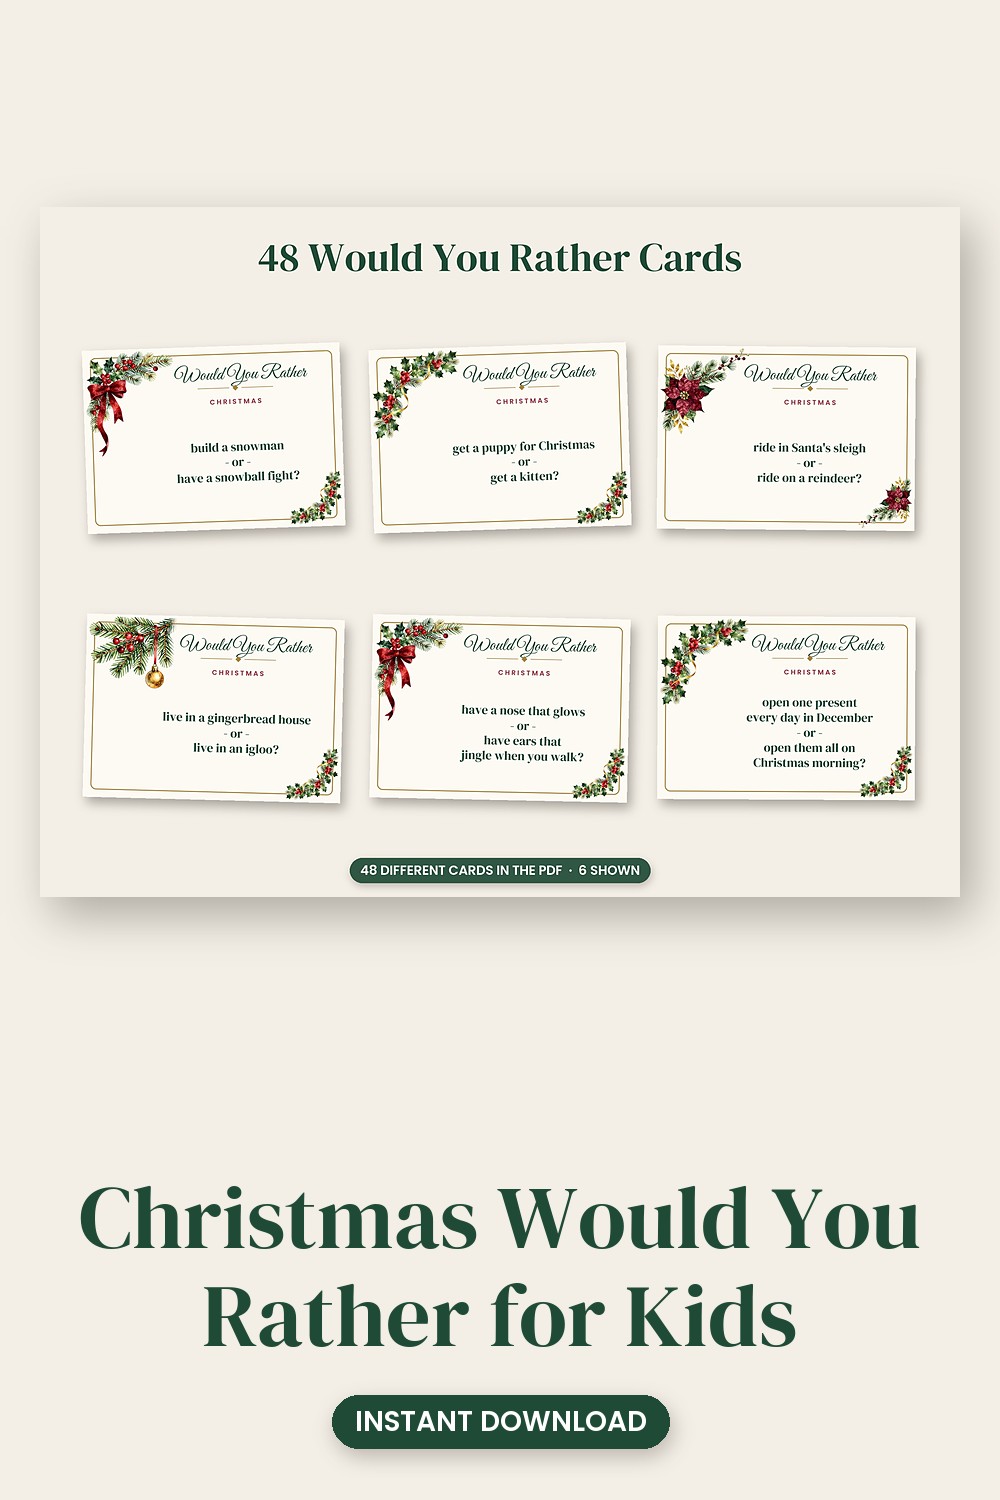 48 Would You Rather Cards
Would You Rather
CHRISTMAS
build a snowman
- or -
have a snowball fight?
Would You Rather
CHRISTMAS
get a puppy for Christmas
- or -
get a kitten?
Would You Rather
CHRISTMAS
ride in Santa's sleigh
- or -
ride on a reindeer?
Would You Rather
CHRISTMAS
live in a gingerbread house
- or -
live in an igloo?
Would You Rather
CHRISTMAS
have a nose that glows
- or -
have ears that
jingle when you walk?
Would You Rather
CHRISTMAS
open one present
every day in December
- or -
open them all on
Christmas morning?
48 DIFFERENT CARDS IN THE PDF · 6 SHOWN
Christmas Would You
Rather for Kids
INSTANT DOWNLOAD